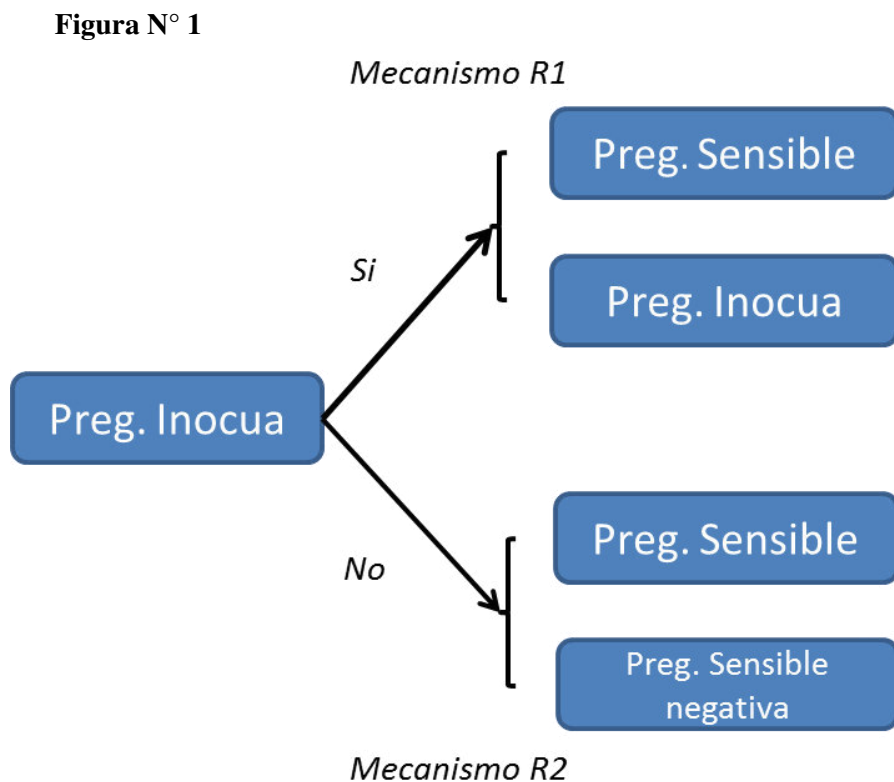 Figura N° 1
Mecanismo R1
Preg. Sensible
Si
Preg. Inocua
Preg. Inocua
No
Preg. Sensible
Preg. Sensible
negativa
Mecanismo R2